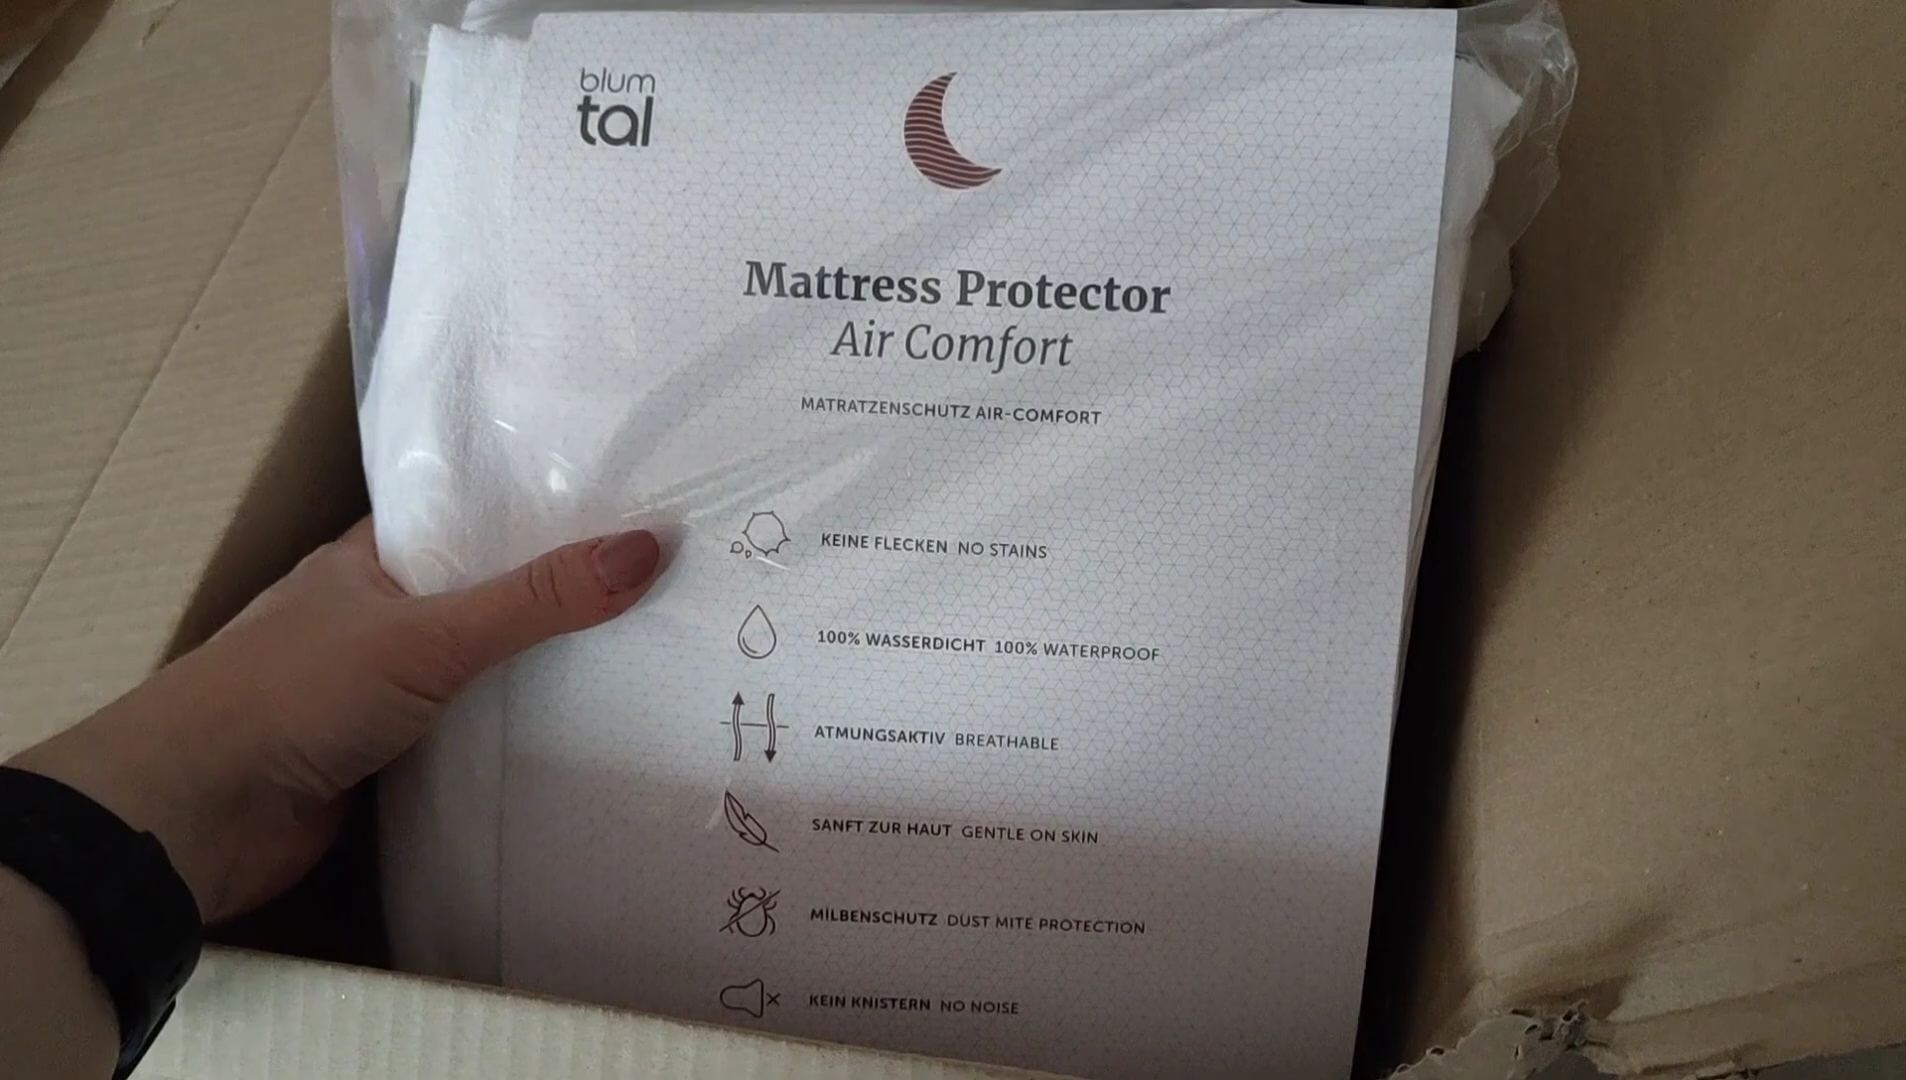 blum
tal
Mattress Protector
Air Comfort
MATRATZENSCHUTZ AIR-COMFORT
KEINE FLECKEN NO STAINS
100% WASSERDICHT 100% WATERPROOF
ATMUNGSAKTIV BREATHABLE
SANFT ZUR HAUT GENTLE ON SKIN
MILBENSCHUTZ DUST MITE PROTECTION
KEIN KNISTERN NO NOISE